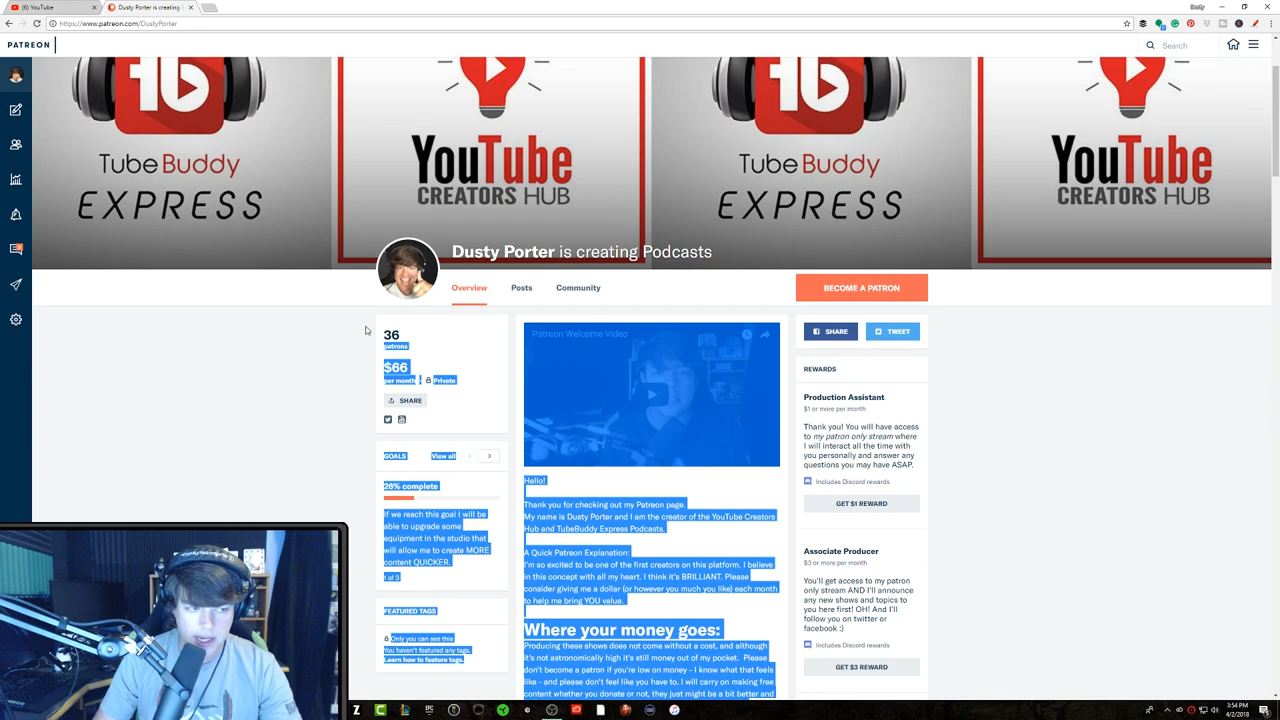 (6) YouTube
Dusty Porter is creating
Dusty
https://www.patreon.com/DustyPorter
PATREON
Search
TubeBuddy
EXPRESS
YouTube
CREATORS HUB
TubeBuddy
EXPRESS
YouTube
CREATORS HUB
Dusty Porter is creating Podcasts
Overview
Posts
Community
BECOME A PATRON
36
patrons
$66
per month
Private
SHARE
GOALS
View all
26% complete
If we reach this goal I will be
able to upgrade some
equipment in the studio that
will allow me to create MORE
content QUICKER.
1 of 3
FEATURED TAGS
Only you can see this
You haven't featured any tags.
Learn how to feature tags.
Patreon Welcome Video
Hello!
Thank you for checking out my Patreon page.
My name is Dusty Porter and I am the creator of the YouTube Creators
Hub and TubeBuddy Express Podcasts.
A Quick Patreon Explanation:
I'm so excited to be one of the first creators on this platform. I believe
in this concept with all my heart. I think it's BRILLIANT. Please
consider giving me a dollar (or however you much you like) each month
to help me bring YOU value.
Where your money goes:
Producing these shows does not come without a cost, and although
it's not astronomically high it's still money out of my pocket. Please
don't become a patron if you're low on money - I know what that feels
like - and please don't feel like you have to. I will carry on making free
content whether you donate or not, they just might be a bit better and
SHARE
TWEET
REWARDS
Production Assistant
$1 or more per month
Thank you! You will have access
to my patron only stream where
I will interact all the time with
you personally and answer any
questions you may have ASAP.
Includes Discord rewards
GET $1 REWARD
Associate Producer
$3 or more per month
You'll get access to my patron
only stream AND I'll announce
any new shows and topics to
you here first! OH! And I'll
follow you on twitter or
facebook ;)
Includes Discord rewards
GET $3 REWARD
3:54 PM
4/2/2018